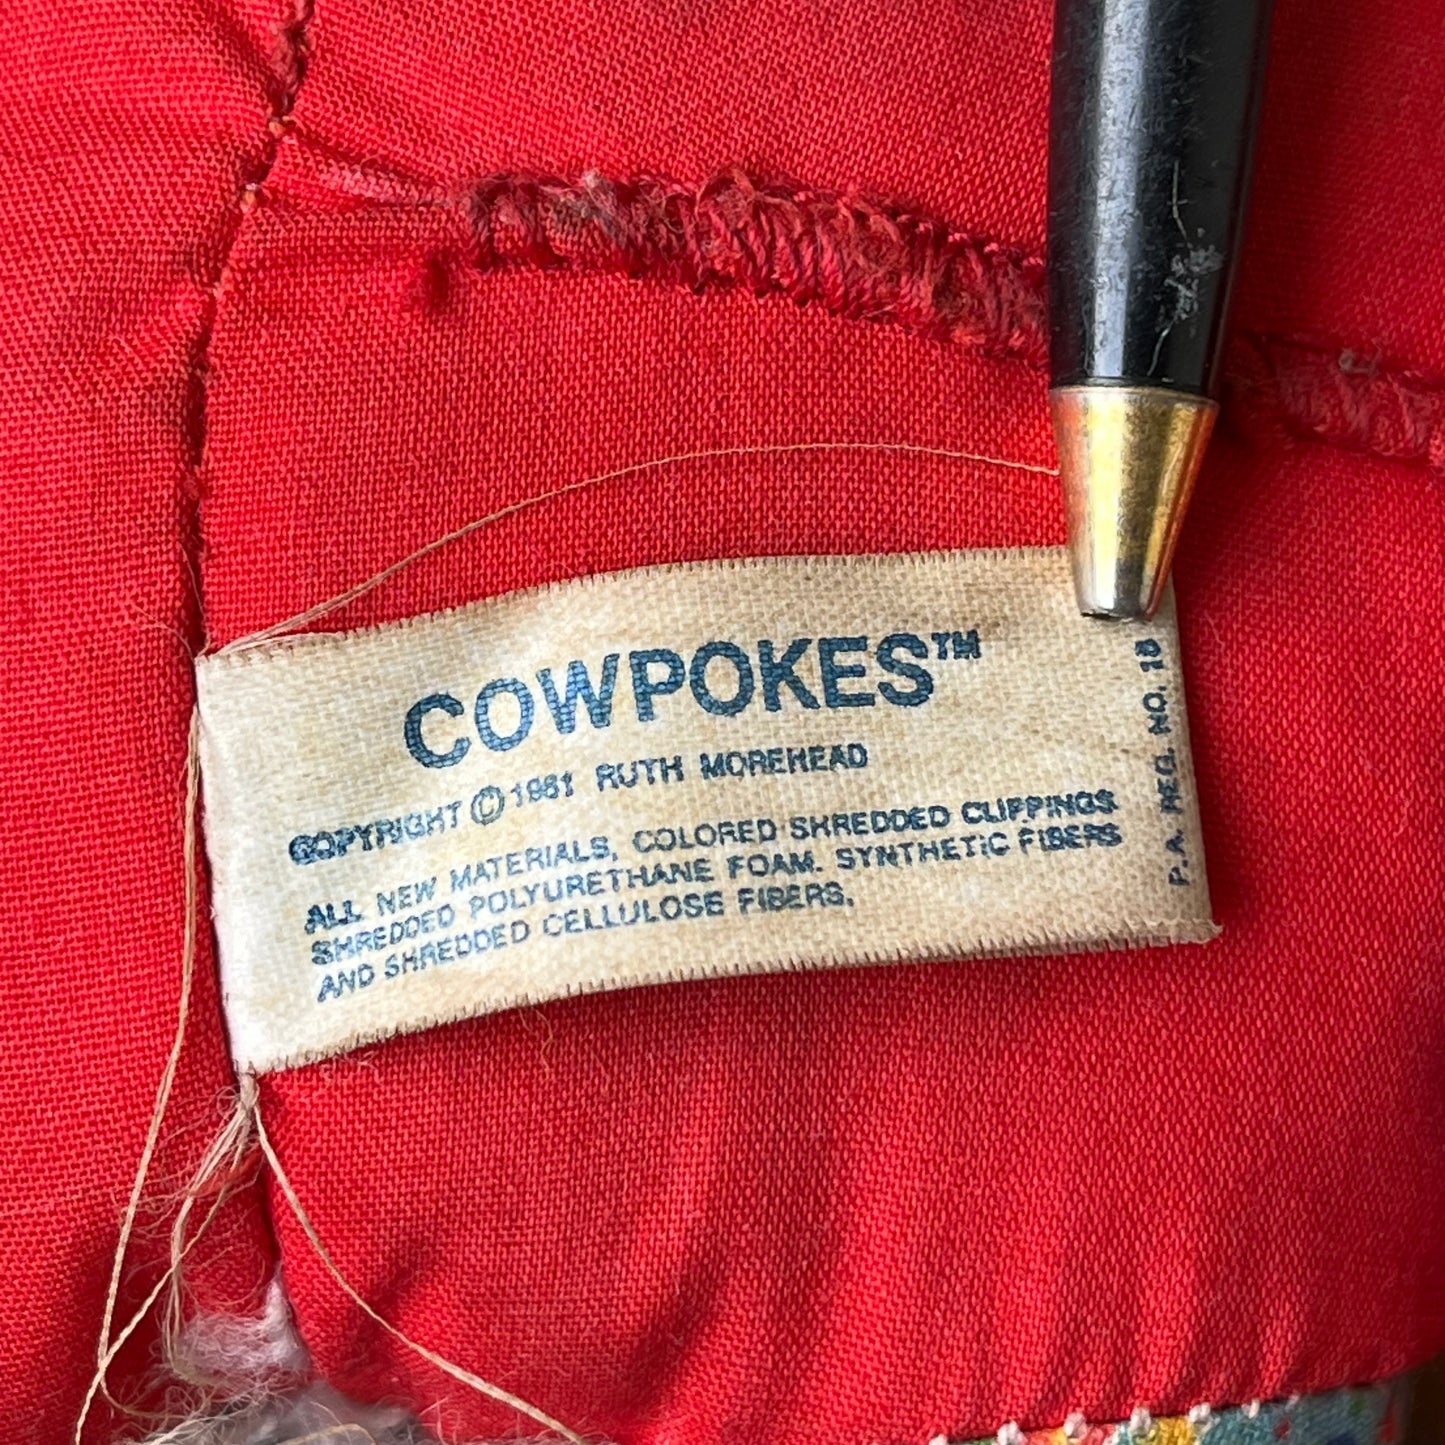 COWPOKES™
COPYRIGHT © 1981 RUTH MOREHEAD
ALL NEW MATERIALS, COLORED SHREDDED CLIPPINGS
SHREDDED POLYURETHANE FOAM. SYNTHETIC FIBERS
AND SHREDDED CELLULOSE FIBERS.
P.A. REG. NO. 18